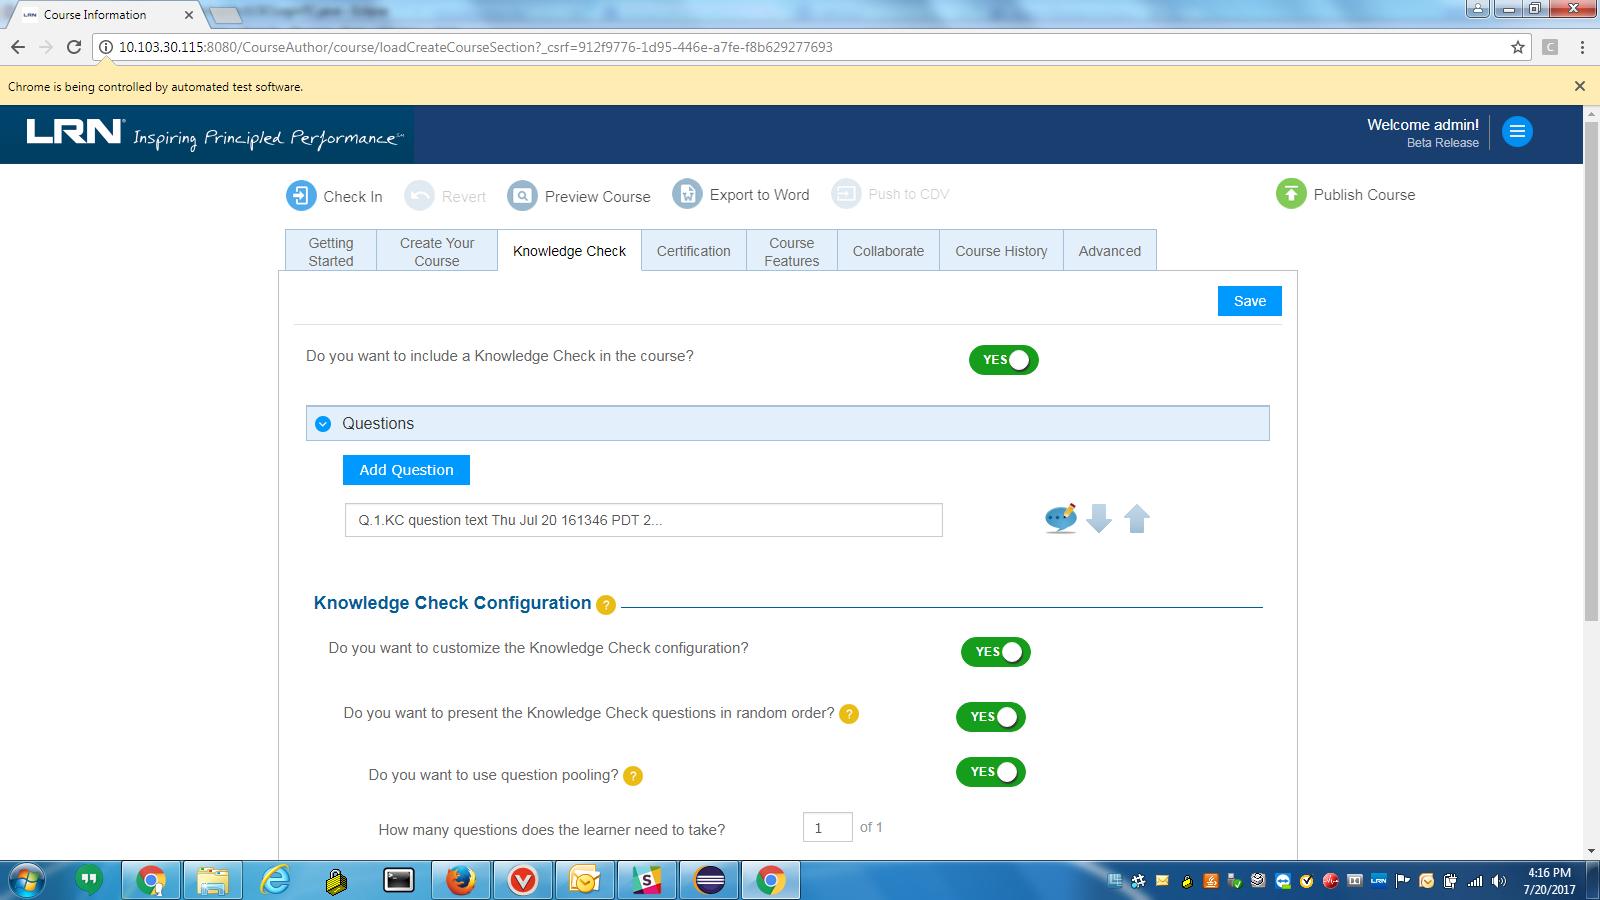 Course Information
10.103.30.115:8080/CourseAuthor/course/loadCreateCourseSection?_csrf=912f9776-1d95-446e-a7fe-f8b629277693
C
Chrome is being controlled by automated test software.
LRN Inspiring Principled Performance
Welcome admin!
Beta Release
Check In
Revert
Preview Course
Export to Word
Push to CDV
Publish Course
Getting Started
Create Your Course
Knowledge Check
Certification
Course Features
Collaborate
Course History
Advanced
Save
Do you want to include a Knowledge Check in the course?
YES
Questions
Add Question
Q.1.KC question text Thu Jul 20 161346 PDT 2...
Knowledge Check Configuration ?
Do you want to customize the Knowledge Check configuration?
YES
Do you want to present the Knowledge Check questions in random order? ?
YES
Do you want to use question pooling? ?
YES
How many questions does the learner need to take?
1
of 1
4:16 PM
7/20/2017